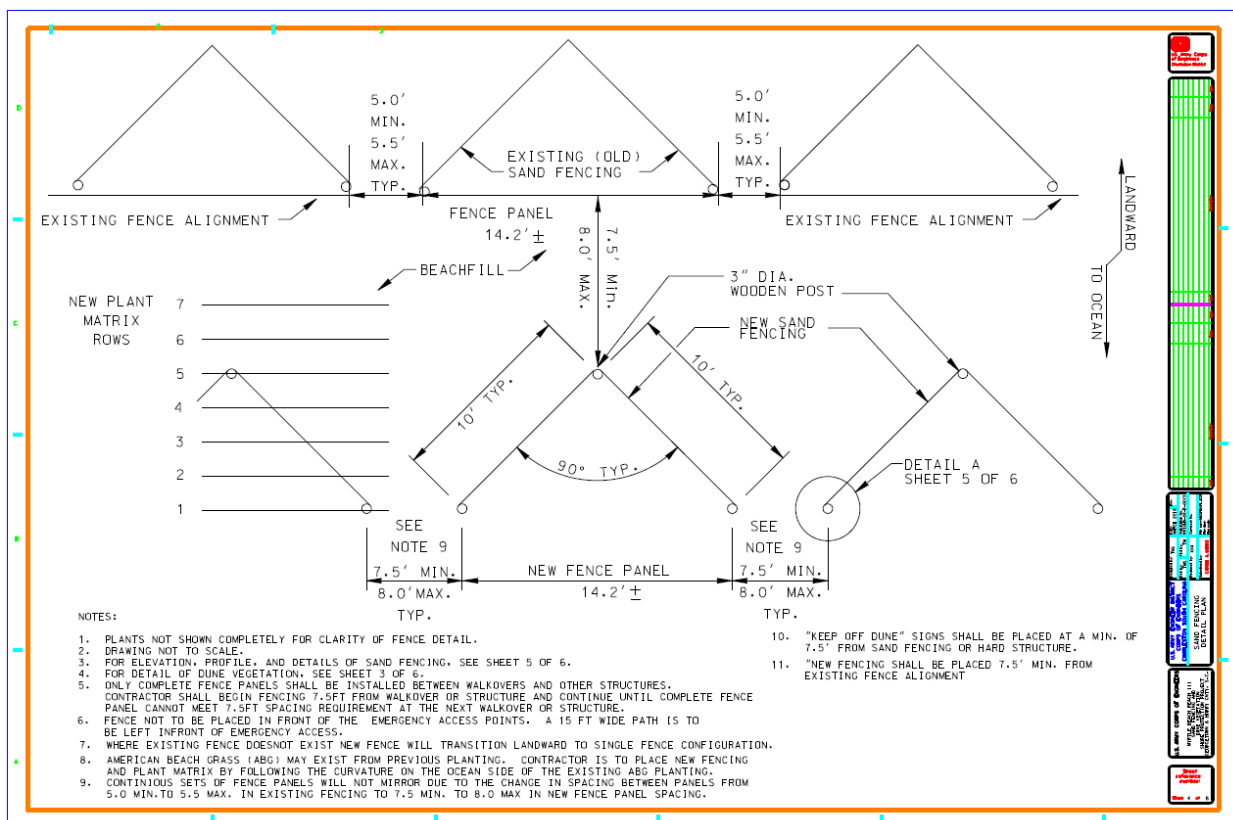 5.0'
MIN.
5.5'
MAX.
TYP.
5.0'
MIN.
5.5'
MAX.
TYP.
EXISTING (OLD)
SAND FENCING
EXISTING FENCE ALIGNMENT
FENCE PANEL
14.2'±
EXISTING FENCE ALIGNMENT
LANDWARD
TO OCEAN
BEACHFILL
7.5' Min.
8.0' MAX.
3" DIA.
WOODEN POST
NEW SAND
FENCING
NEW PLANT
MATRIX
ROWS
7
6
5
4
3
2
1
10' TYP.
10' TYP.
90° TYP.
DETAIL A
SHEET 5 OF 6
SEE
NOTE 9
7.5' MIN.
8.0'MAX.
TYP.
NEW FENCE PANEL
14.2'±
SEE
NOTE 9
7.5' MIN.
8.0' MAX.
TYP.
NOTES:
1. PLANTS NOT SHOWN COMPLETELY FOR CLARITY OF FENCE DETAIL.
2. DRAWING NOT TO SCALE.
3. FOR ELEVATION, PROFILE, AND DETAILS OF SAND FENCING, SEE SHEET 5 OF 6.
4. FOR DETAIL OF DUNE VEGETATION, SEE SHEET 3 OF 6.
5. ONLY COMPLETE FENCE PANELS SHALL BE INSTALLED BETWEEN WALKOVERS AND OTHER STRUCTURES.
CONTRACTOR SHALL BEGIN FENCING 7.5FT FROM WALKOVER OR STRUCTURE AND CONTINUE UNTIL COMPLETE FENCE
PANEL CANNOT MEET 7.5FT SPACING REQUIREMENT AT THE NEXT WALKOVER OR STRUCTURE.
6. FENCE NOT TO BE PLACED IN FRONT OF THE EMERGENCY ACCESS POINTS. A 15 FT WIDE PATH IS TO
BE LEFT INFRONT OF EMERGENCY ACCESS.
7. WHERE EXISTING FENCE DOESNOT EXIST NEW FENCE WILL TRANSITION LANDWARD TO SINGLE FENCE CONFIGURATION.
8. AMERICAN BEACH GRASS (ABG) MAY EXIST FROM PREVIOUS PLANTING. CONTRACTOR IS TO PLACE NEW FENCING
AND PLANT MATRIX BY FOLLOWING THE CURVATURE ON THE OCEAN SIDE OF THE EXISTING ABG PLANTING.
9. CONTINIOUS SETS OF FENCE PANELS WILL NOT MIRROR DUE TO THE CHANGE IN SPACING BETWEEN PANELS FROM
5.0 MIN.TO 5.5 MAX. IN EXISTING FENCING TO 7.5 MIN. TO 8.0 MAX IN NEW FENCE PANEL SPACING.
10. "KEEP OFF DUNE" SIGNS SHALL BE PLACED AT A MIN. OF
7.5' FROM SAND FENCING OR HARD STRUCTURE.
11. "NEW FENCING SHALL BE PLACED 7.5' MIN. FROM
EXISTING FENCE ALIGNMENT
US Army Corps
of Engineers
Charleston District
SAND FENCING
DETAIL PLAN
Sheet
reference
number:
Sheet 4 of 6
D
C
B
A